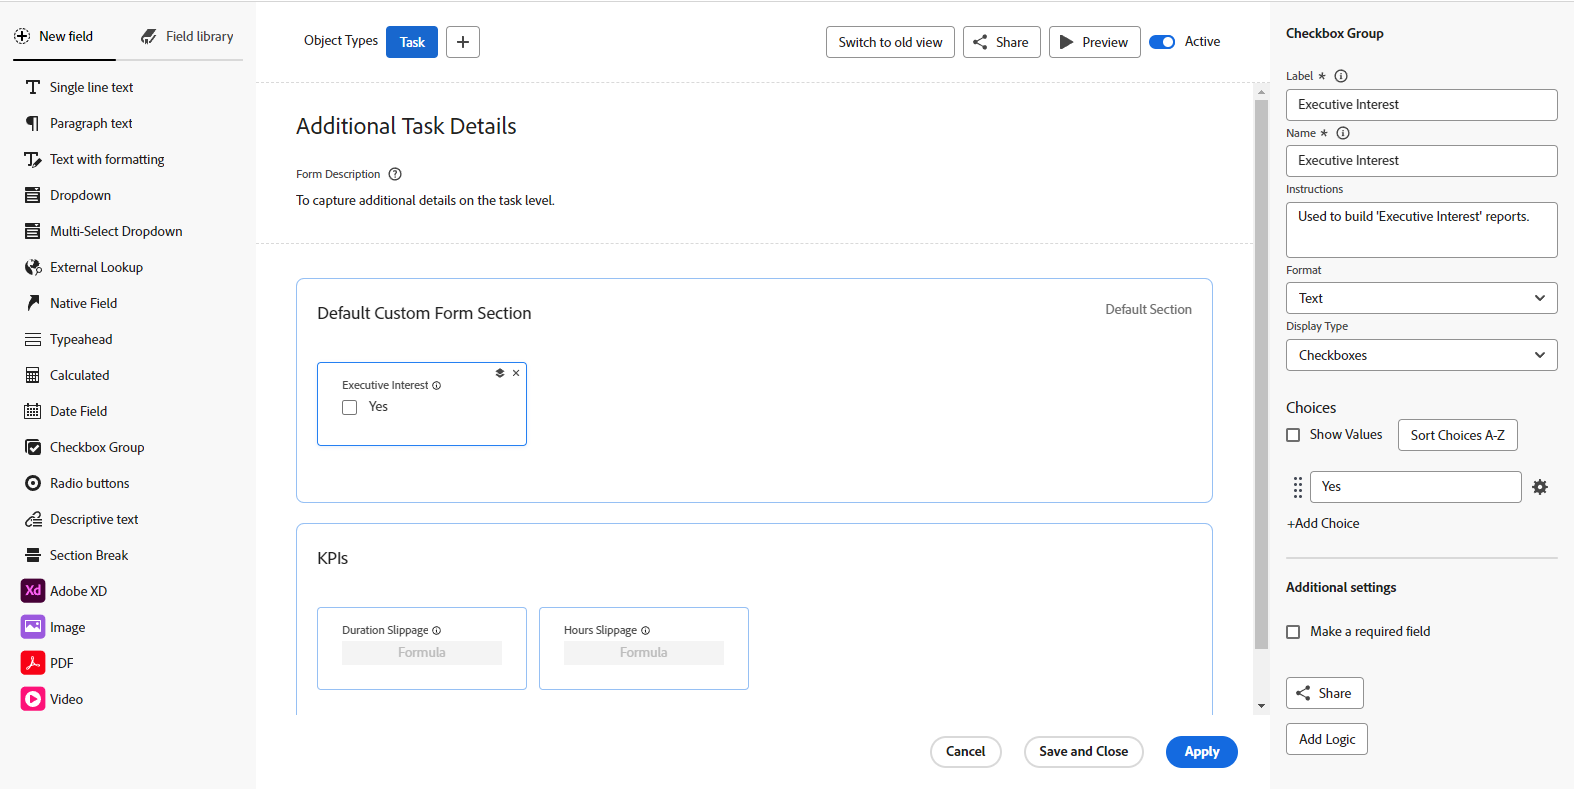 New field
Field library
Single line text
Paragraph text
Text with formatting
Dropdown
Multi-Select Dropdown
External Lookup
Native Field
Typeahead
Calculated
Date Field
Checkbox Group
Radio buttons
Descriptive text
Section Break
Xd Adobe XD
Image
PDF
Video
Object Types Task +
Switch to old view
Share
Preview
Active
Additional Task Details
Form Description
To capture additional details on the task level.
Default Custom Form Section
Default Section
Executive Interest
Yes
KPIs
Duration Slippage
Formula
Hours Slippage
Formula
Cancel
Save and Close
Apply
Checkbox Group
Label *
Executive Interest
Name *
Executive Interest
Instructions
Used to build 'Executive Interest' reports.
Format
Text
Display Type
Checkboxes
Choices
Show Values
Sort Choices A-Z
Yes
+Add Choice
Additional settings
Make a required field
Share
Add Logic